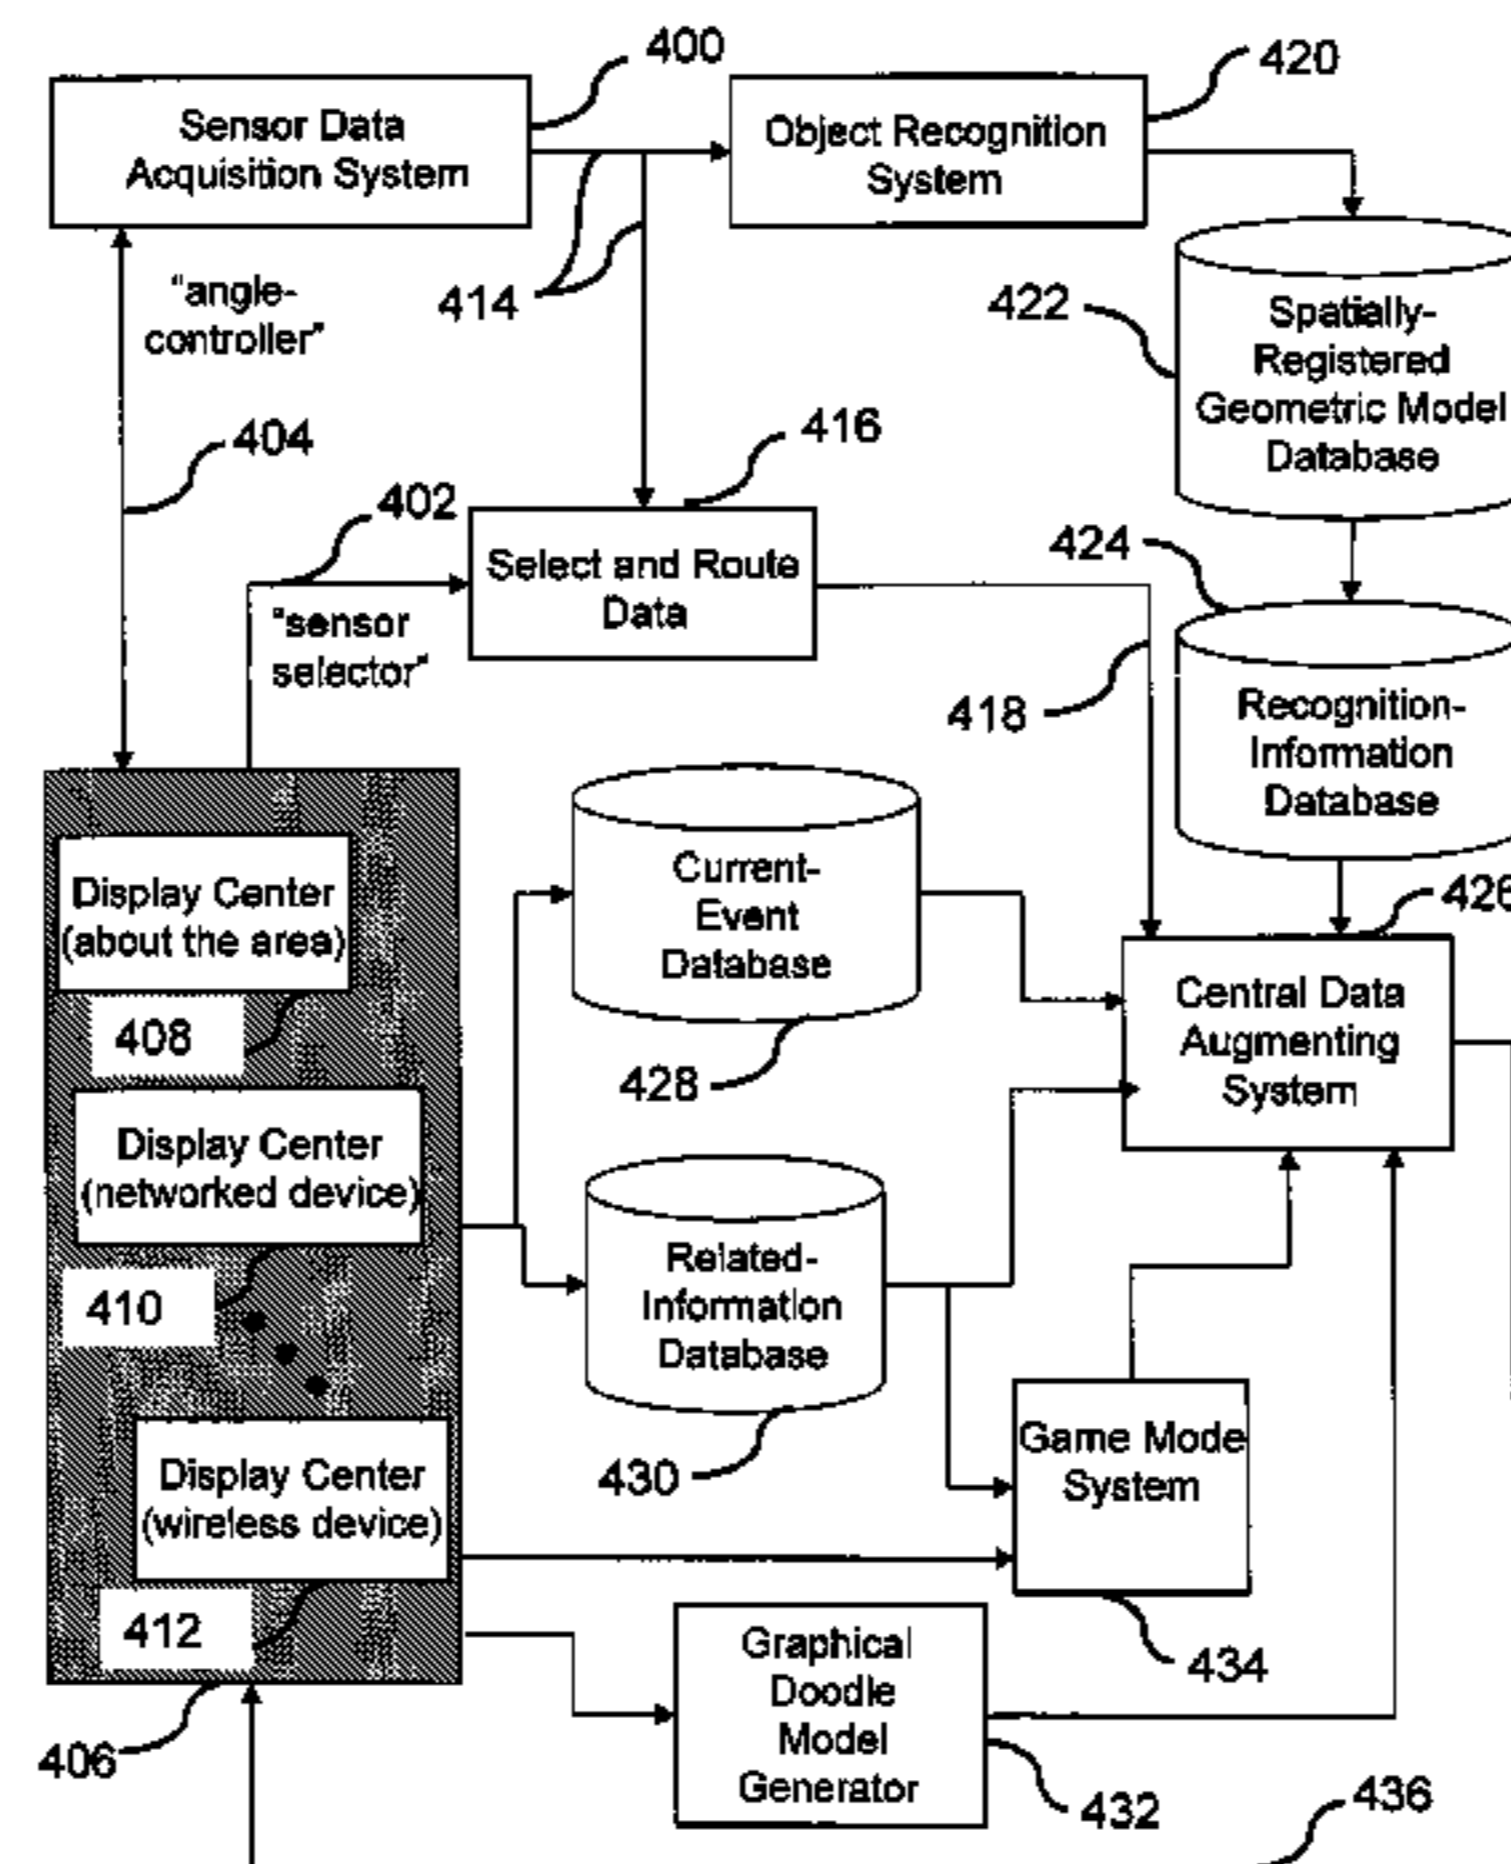 400
420
Sensor Data
Acquisition System
Object Recognition
System
"angle-
controller"
414
422
Spatially-
Registered
Geometric Model
Database
404
416
402
424
Select and Route
Data
"sensor
selector"
418
Recognition-
Information
Database
Display Center
(about the area)
408
Current-
Event
Database
426
Central Data
Augmenting
System
428
Display Center
(networked device)
410
Related-
Information
Database
430
Game Mode
System
Display Center
(wireless device)
412
434
Graphical
Doodle
Model
Generator
406
432
436